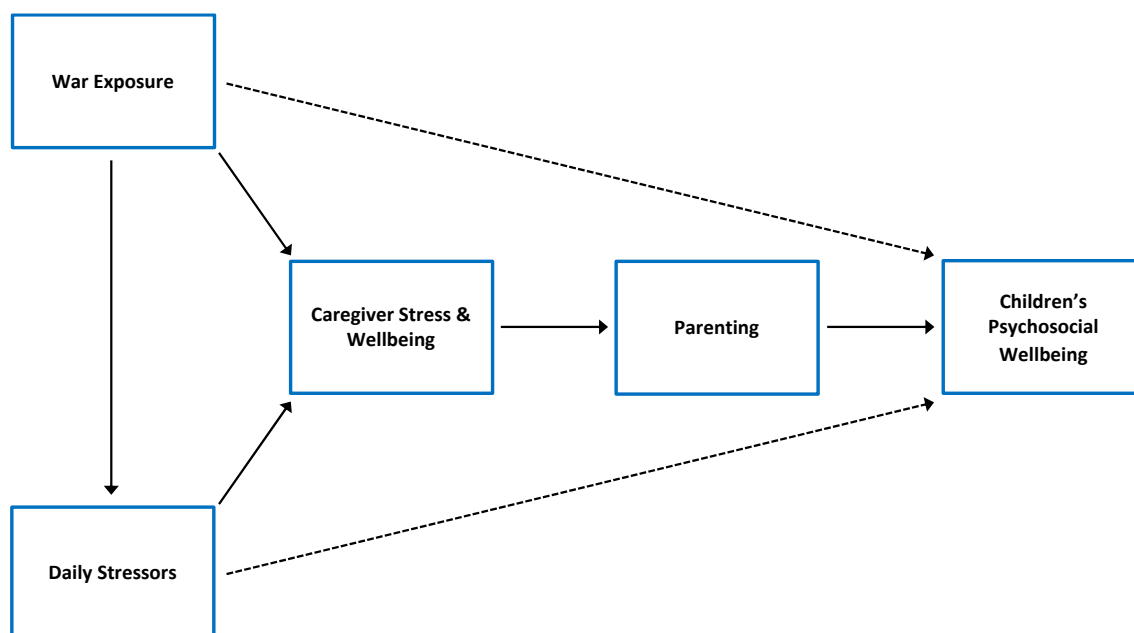 War Exposure
Caregiver Stress &
Wellbeing
Parenting
Children’s
Psychosocial
Wellbeing
Daily Stressors